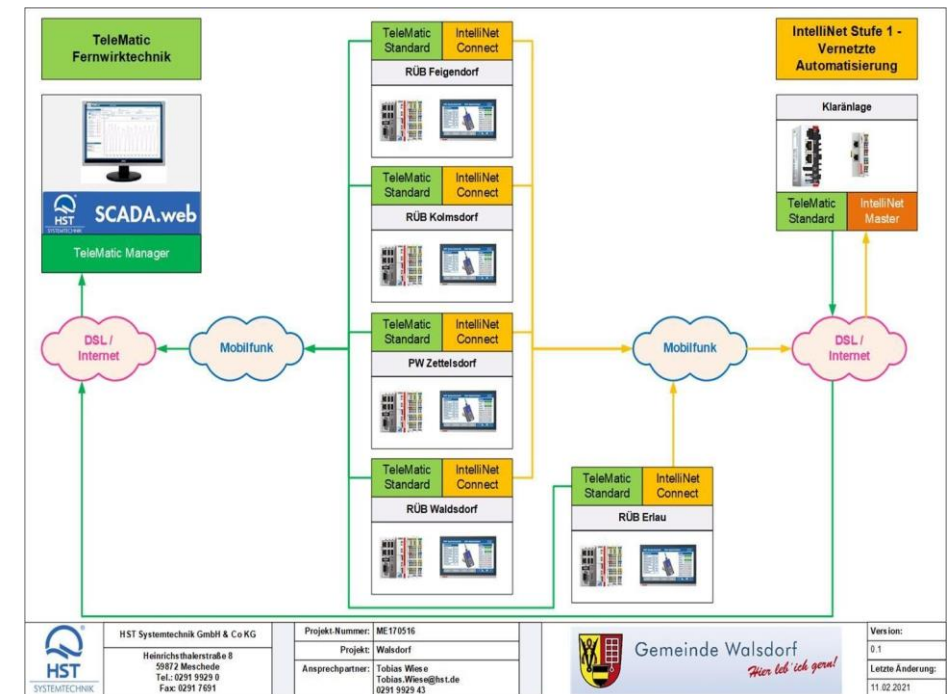 TeleMatic
Fernwirktechnik
HST
SYSTEMTECHNIK
SCADA.web
TeleMatic Manager
DSL /
Internet
Mobilfunk
TeleMatic
Standard
IntelliNet
Connect
RÜB Feigendorf
TeleMatic
Standard
IntelliNet
Connect
RÜB Kolmsdorf
TeleMatic
Standard
IntelliNet
Connect
PW Zettelsdorf
TeleMatic
Standard
IntelliNet
Connect
RÜB Waldsdorf
TeleMatic
Standard
IntelliNet
Connect
RÜB Erlau
Mobilfunk
IntelliNet Stufe 1 -
Vernetzte
Automatisierung
Kläranlage
TeleMatic
Standard
IntelliNet
Master
DSL /
Internet
HST
SYSTEMTECHNIK
HST Systemtechnik GmbH & Co KG
Heinrichsthalerstraße 8
59872 Meschede
Tel.: 0291 9929 0
Fax: 0291 7691
Projekt-Nummer: ME170516
Projekt: Walsdorf
Ansprechpartner: Tobias Wiese
Tobias.Wiese@hst.de
0291 9929 43
Gemeinde Walsdorf
Hier leb' ich gern!
Version:
0.1
Letzte Änderung:
11.02.2021